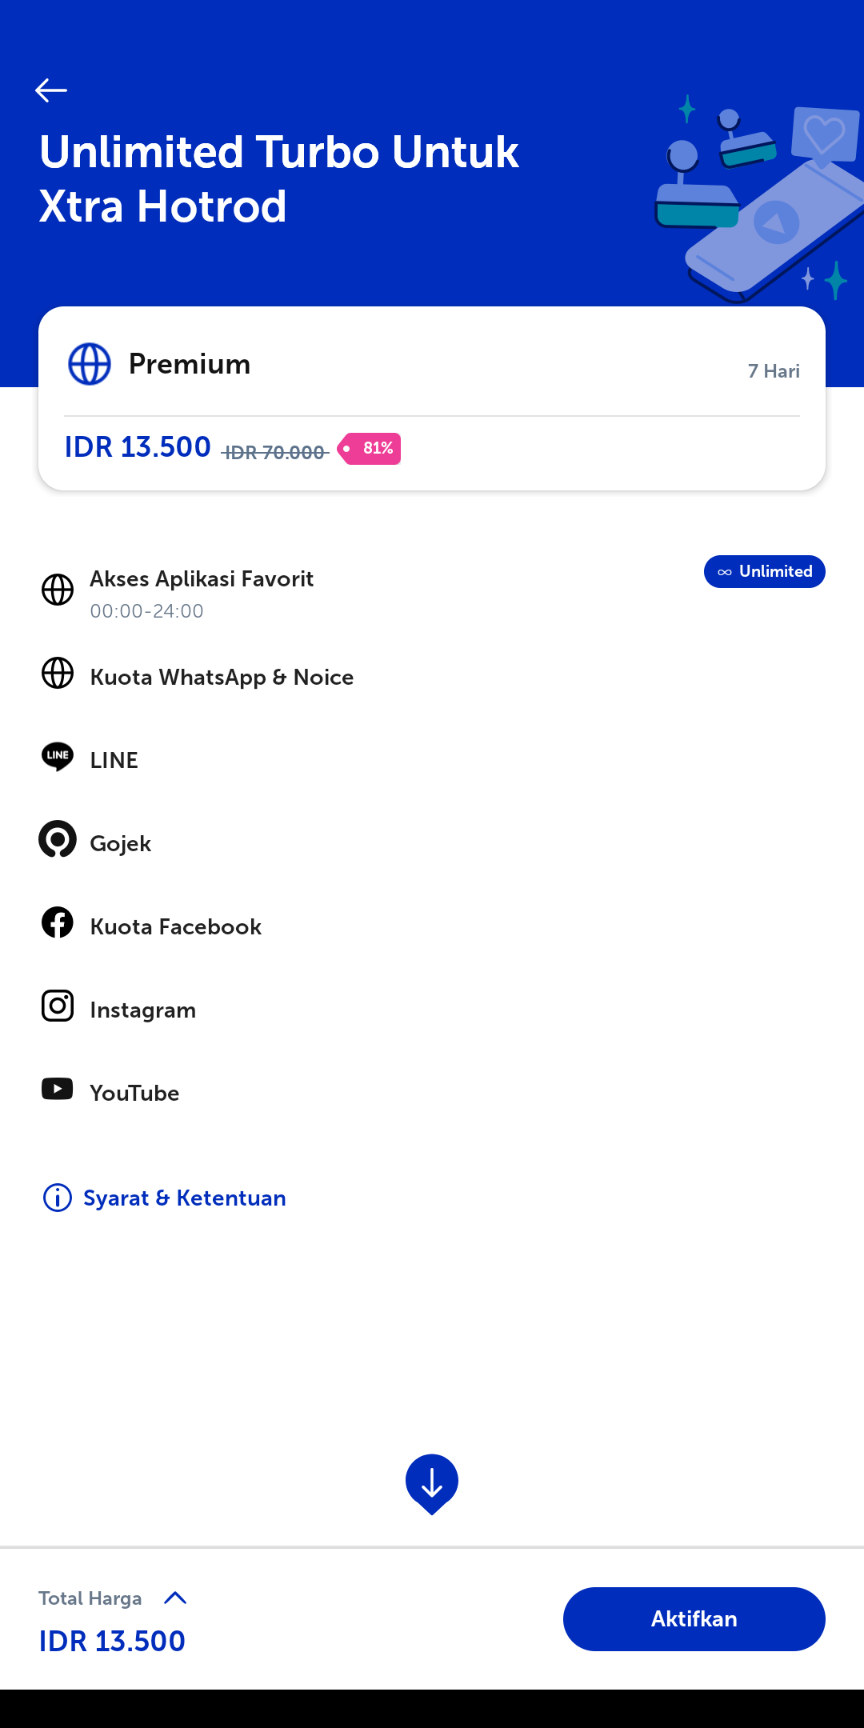 Unlimited Turbo Untuk
Xtra Hotrod
Premium
7 Hari
IDR 13.500 IDR 70.000 81%
Akses Aplikasi Favorit
Unlimited
00:00-24:00
Kuota WhatsApp & Noice
LINE
LINE
Gojek
Kuota Facebook
Instagram
YouTube
Syarat & Ketentuan
Total Harga
IDR 13.500
Aktifkan